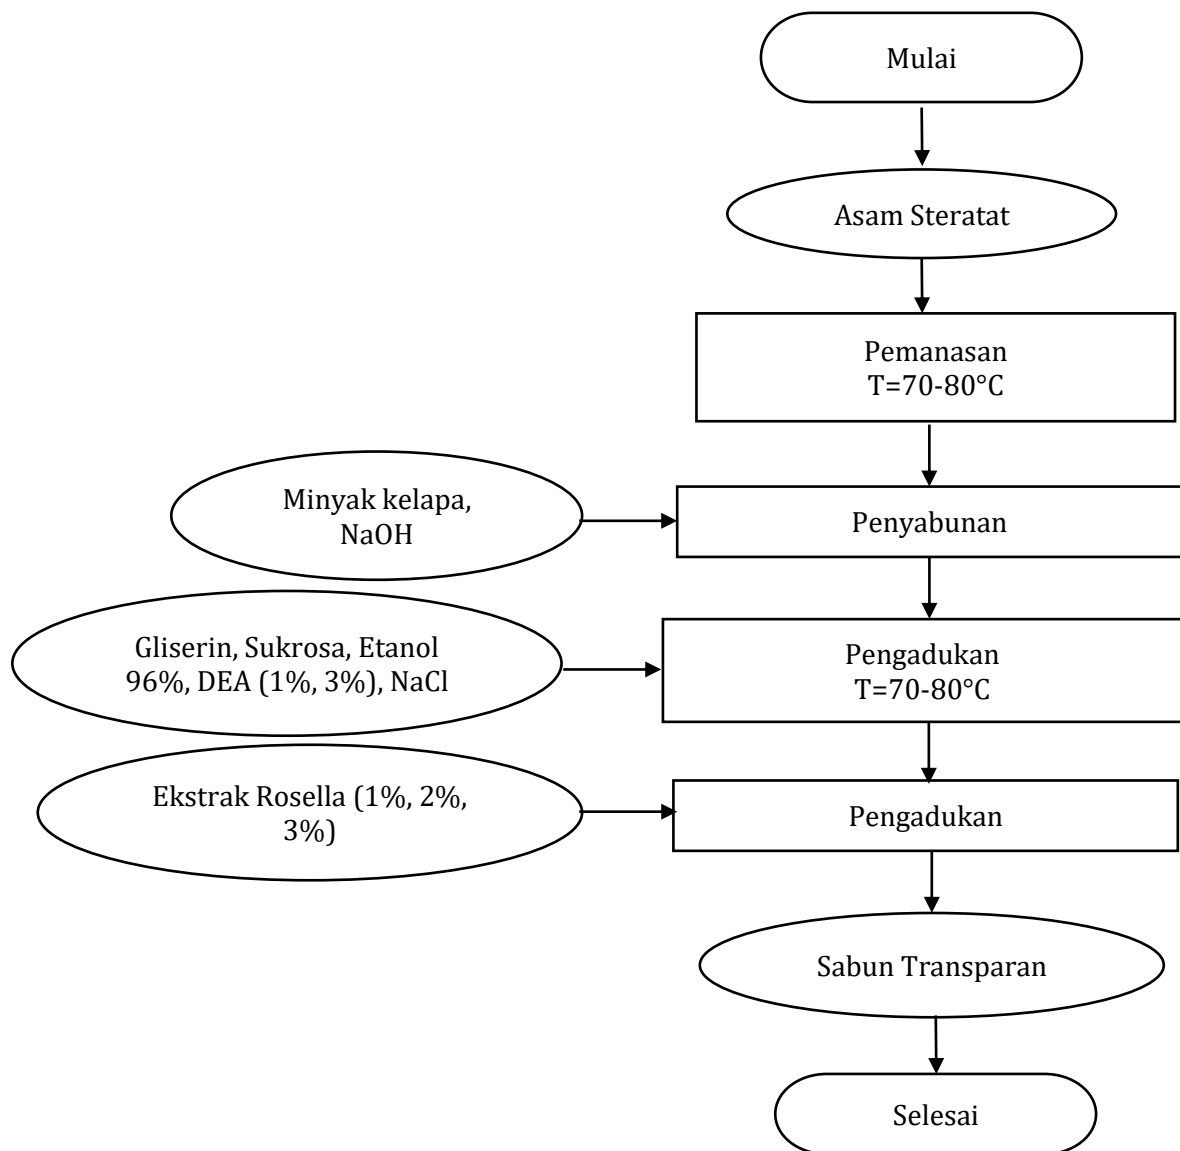 Mulai
Asam Steratat
Pemanasan
T=70-80°C
Minyak kelapa,
NaOH
Penyabunan
Gliserin, Sukrosa, Etanol
96%, DEA (1%, 3%), NaCl
Pengadukan
T=70-80°C
Ekstrak Rosella (1%, 2%,
3%)
Pengadukan
Sabun Transparan
Selesai